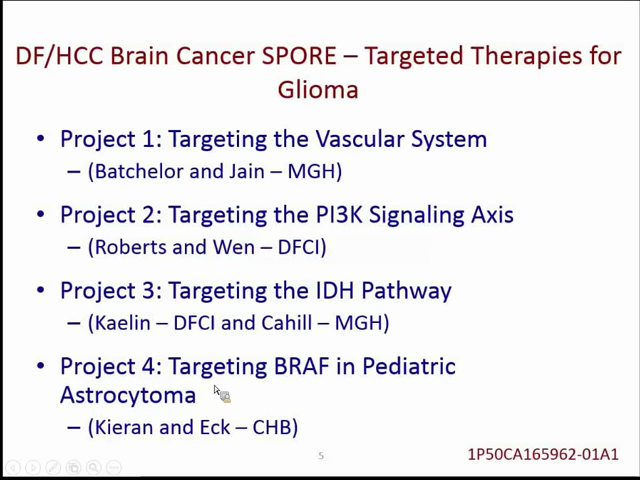 DF/HCC Brain Cancer SPORE – Targeted Therapies for
Glioma
• Project 1: Targeting the Vascular System
– (Batchelor and Jain – MGH)
• Project 2: Targeting the PI3K Signaling Axis
– (Roberts and Wen – DFCI)
• Project 3: Targeting the IDH Pathway
– (Kaelin – DFCI and Cahill – MGH)
• Project 4: Targeting BRAF in Pediatric
Astrocytoma
– (Kieran and Eck – CHB)
5
1P50CA165962-01A1